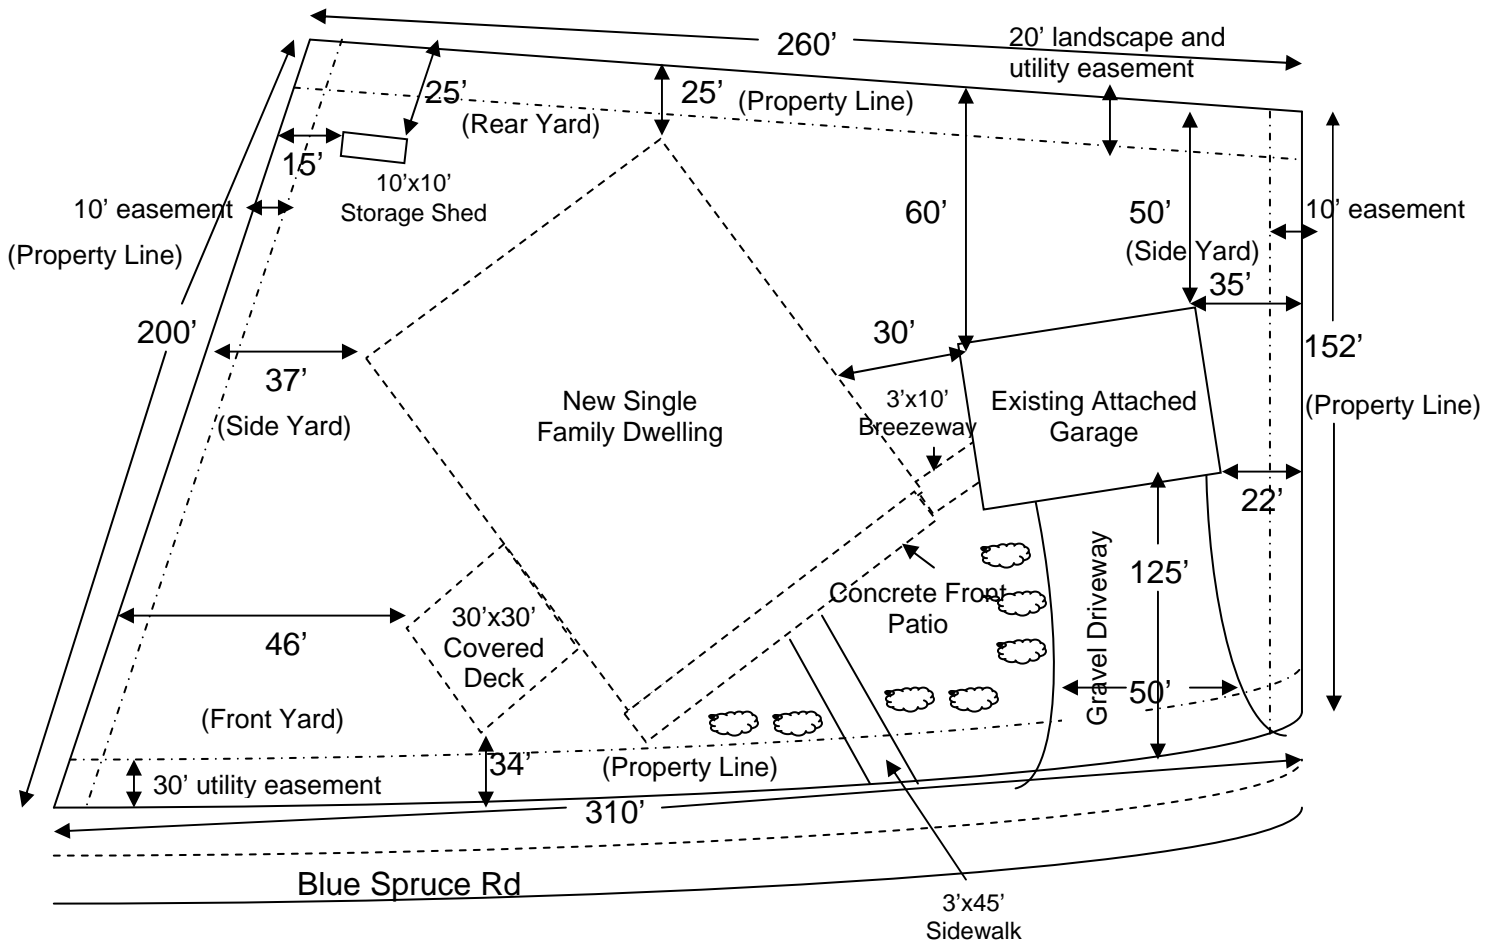 260’
20’ landscape and
utility easement
25’
25’
(Property Line)
(Rear Yard)
15’
10’x10’
Storage Shed
10’ easement
(Property Line)
60’
50’
(Side Yard)
35’
10’ easement
200’
37’
(Side Yard)
30’
152’
(Property Line)
New Single
Family Dwelling
3’x10’
Breezeway
Existing Attached
Garage
22’
125’
Gravel Driveway
Concrete Front
Patio
30’x30’
Covered
Deck
46’
50’
(Front Yard)
34’
(Property Line)
30’ utility easement
310’
Blue Spruce Rd
3’x45’
Sidewalk